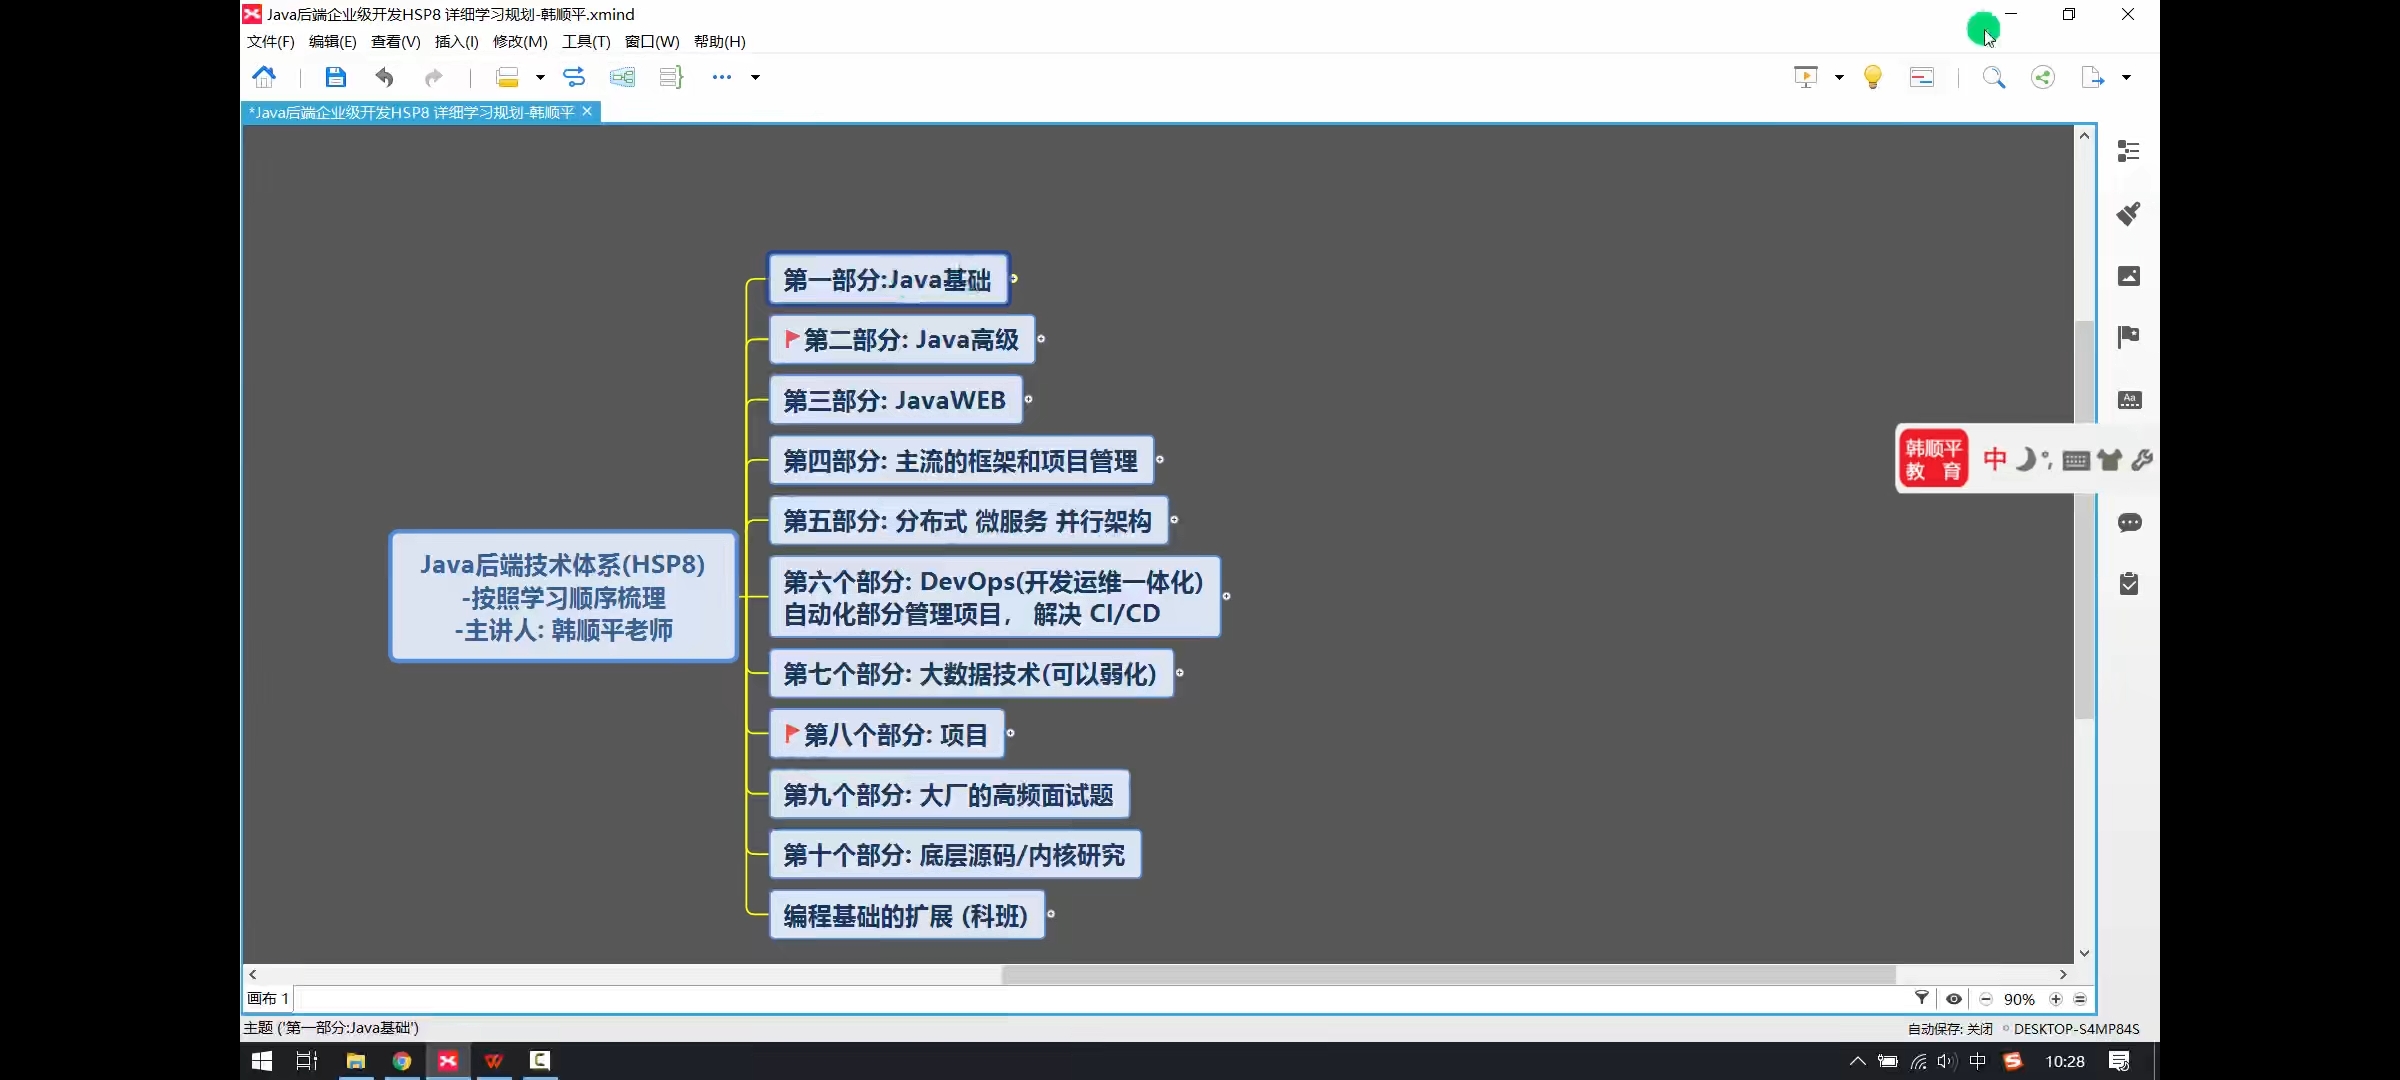 Java后端企业级开发HSP8 详细学习规划-韩顺平.xmind
文件(F) 编辑(E) 查看(V) 插入(I) 修改(M) 工具(T) 窗口(W) 帮助(H)
*Java后端企业级开发HSP8 详细学习规划-韩顺平
第一部分:Java基础
第二部分: Java高级
第三部分: JavaWEB
第四部分: 主流的框架和项目管理
第五部分: 分布式 微服务 并行架构
Java后端技术体系(HSP8)
-按照学习顺序梳理
-主讲人: 韩顺平老师
第六个部分: DevOps(开发运维一体化)
自动化部分管理项目， 解决 CI/CD
第七个部分: 大数据技术(可以弱化)
第八个部分: 项目
第九个部分: 大厂的高频面试题
第十个部分: 底层源码/内核研究
编程基础的扩展 (科班)
Aa
韩顺平
教 育
中
画布 1
90%
主题 ('第一部分:Java基础')
自动保存: 关闭
DESKTOP-S4MP84S
中
10:28